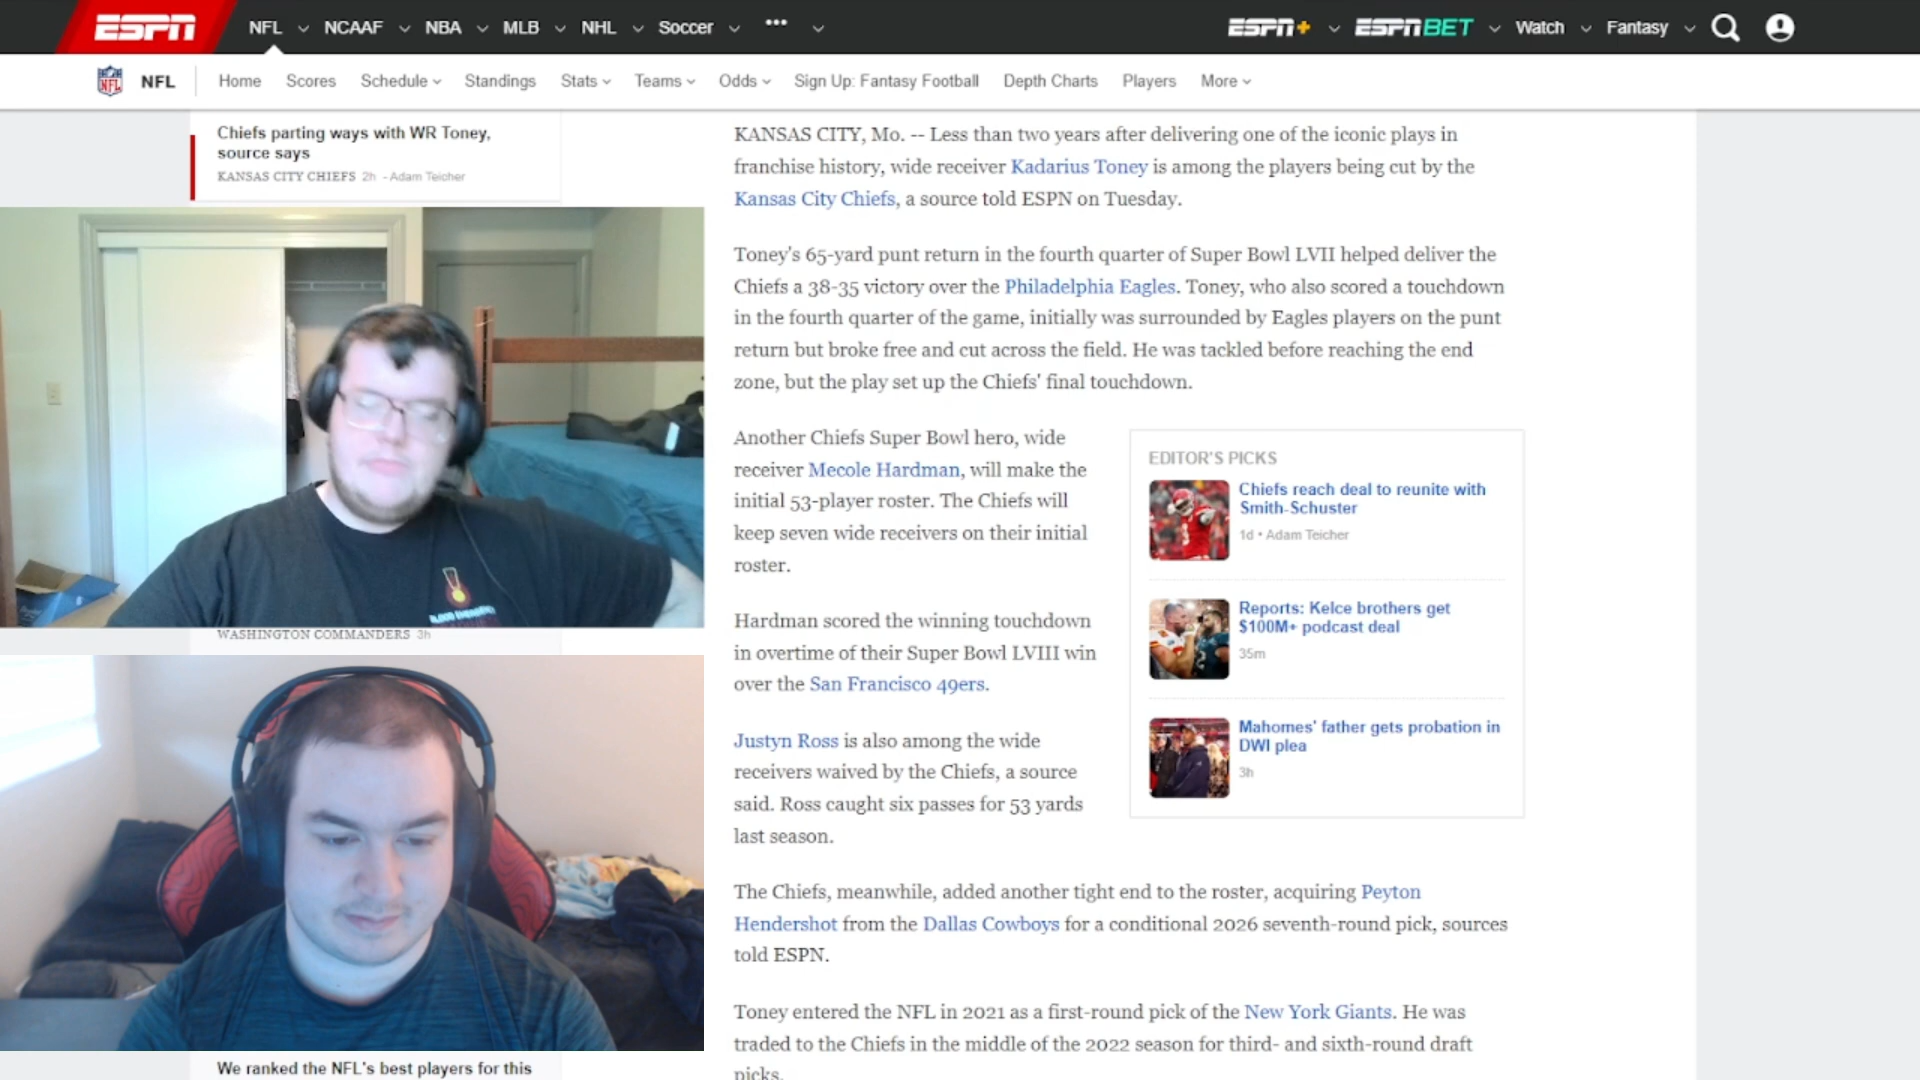 ESPN NFL NCAAF NBA MLB NHL Soccer ••• ESPN+ ESPN BET Watch Fantasy
NFL NFL Home Scores Schedule Standings Stats Teams Odds Sign Up: Fantasy Football Depth Charts Players More
Chiefs parting ways with WR Toney,
source says
KANSAS CITY CHIEFS 2h - Adam Teicher
WASHINGTON COMMANDERS 3h
We ranked the NFL's best players for this
KANSAS CITY, Mo. -- Less than two years after delivering one of the iconic plays in
franchise history, wide receiver Kadarius Toney is among the players being cut by the
Kansas City Chiefs, a source told ESPN on Tuesday.
Toney's 65-yard punt return in the fourth quarter of Super Bowl LVII helped deliver the
Chiefs a 38-35 victory over the Philadelphia Eagles. Toney, who also scored a touchdown
in the fourth quarter of the game, initially was surrounded by Eagles players on the punt
return but broke free and cut across the field. He was tackled before reaching the end
zone, but the play set up the Chiefs' final touchdown.
Another Chiefs Super Bowl hero, wide
receiver Mecole Hardman, will make the
initial 53-player roster. The Chiefs will
keep seven wide receivers on their initial
roster.
Hardman scored the winning touchdown
in overtime of their Super Bowl LVIII win
over the San Francisco 49ers.
Justyn Ross is also among the wide
receivers waived by the Chiefs, a source
said. Ross caught six passes for 53 yards
last season.
EDITOR'S PICKS
Chiefs reach deal to reunite with
Smith-Schuster
1d • Adam Teicher
Reports: Kelce brothers get
$100M+ podcast deal
35m
Mahomes' father gets probation in
DWI plea
3h
The Chiefs, meanwhile, added another tight end to the roster, acquiring Peyton
Hendershot from the Dallas Cowboys for a conditional 2026 seventh-round pick, sources
told ESPN.
Toney entered the NFL in 2021 as a first-round pick of the New York Giants. He was
traded to the Chiefs in the middle of the 2022 season for third- and sixth-round draft
picks.